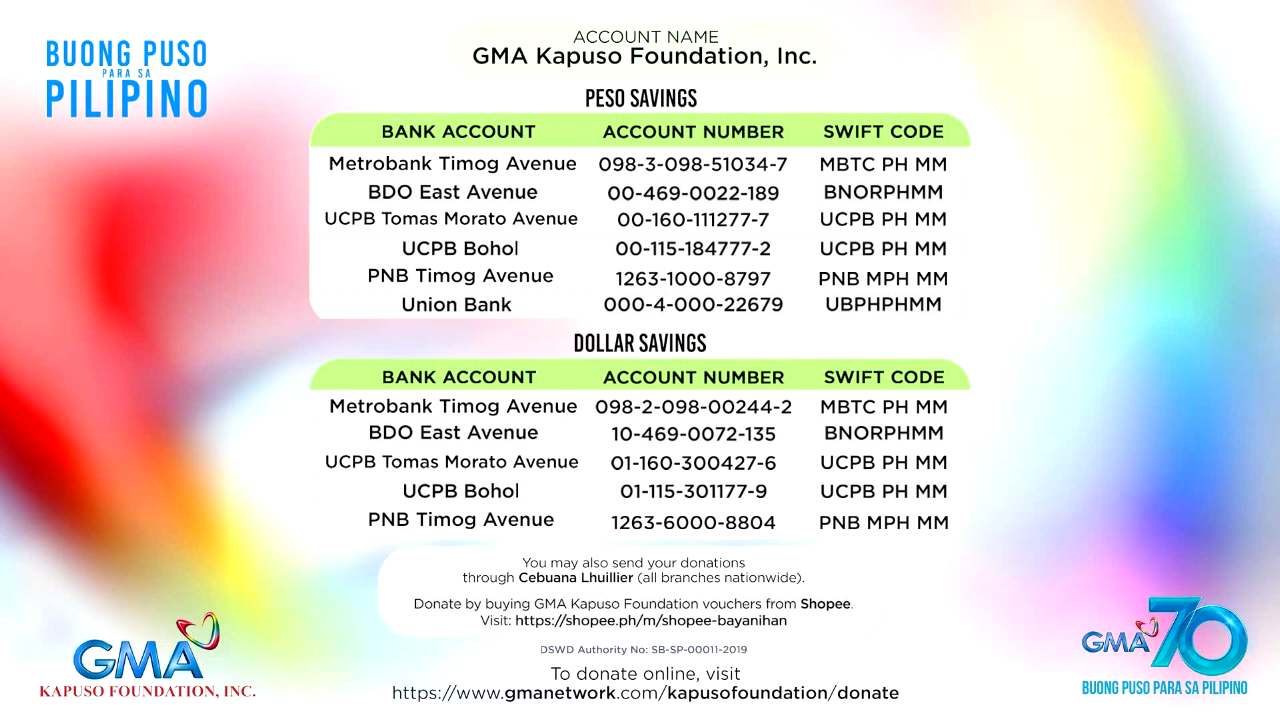 BUONG PUSO
PARA SA
PILIPINO
ACCOUNT NAME
GMA Kapuso Foundation, Inc.
PESO SAVINGS
BANK ACCOUNT ACCOUNT NUMBER SWIFT CODE
Metrobank Timog Avenue 098-3-098-51034-7 MBTC PH MM
BDO East Avenue 00-469-0022-189 BNORPHMM
UCPB Tomas Morato Avenue 00-160-111277-7 UCPB PH MM
UCPB Bohol 00-115-184777-2 UCPB PH MM
PNB Timog Avenue 1263-1000-8797 PNB MPH MM
Union Bank 000-4-000-22679 UBPHPHMM
DOLLAR SAVINGS
BANK ACCOUNT ACCOUNT NUMBER SWIFT CODE
Metrobank Timog Avenue 098-2-098-00244-2 MBTC PH MM
BDO East Avenue 10-469-0072-135 BNORPHMM
UCPB Tomas Morato Avenue 01-160-300427-6 UCPB PH MM
UCPB Bohol 01-115-301177-9 UCPB PH MM
PNB Timog Avenue 1263-6000-8804 PNB MPH MM
You may also send your donations
through Cebuana Lhuillier (all branches nationwide).
Donate by buying GMA Kapuso Foundation vouchers from Shopee.
Visit: https://shopee.ph/m/shopee-bayanihan
DSWD Authority No: SB-SP-00011-2019
To donate online, visit
https://www.gmanetwork.com/kapusofoundation/donate
GMA
KAPUSO FOUNDATION, INC.
GMA 70
BUONG PUSO PARA SA PILIPINO